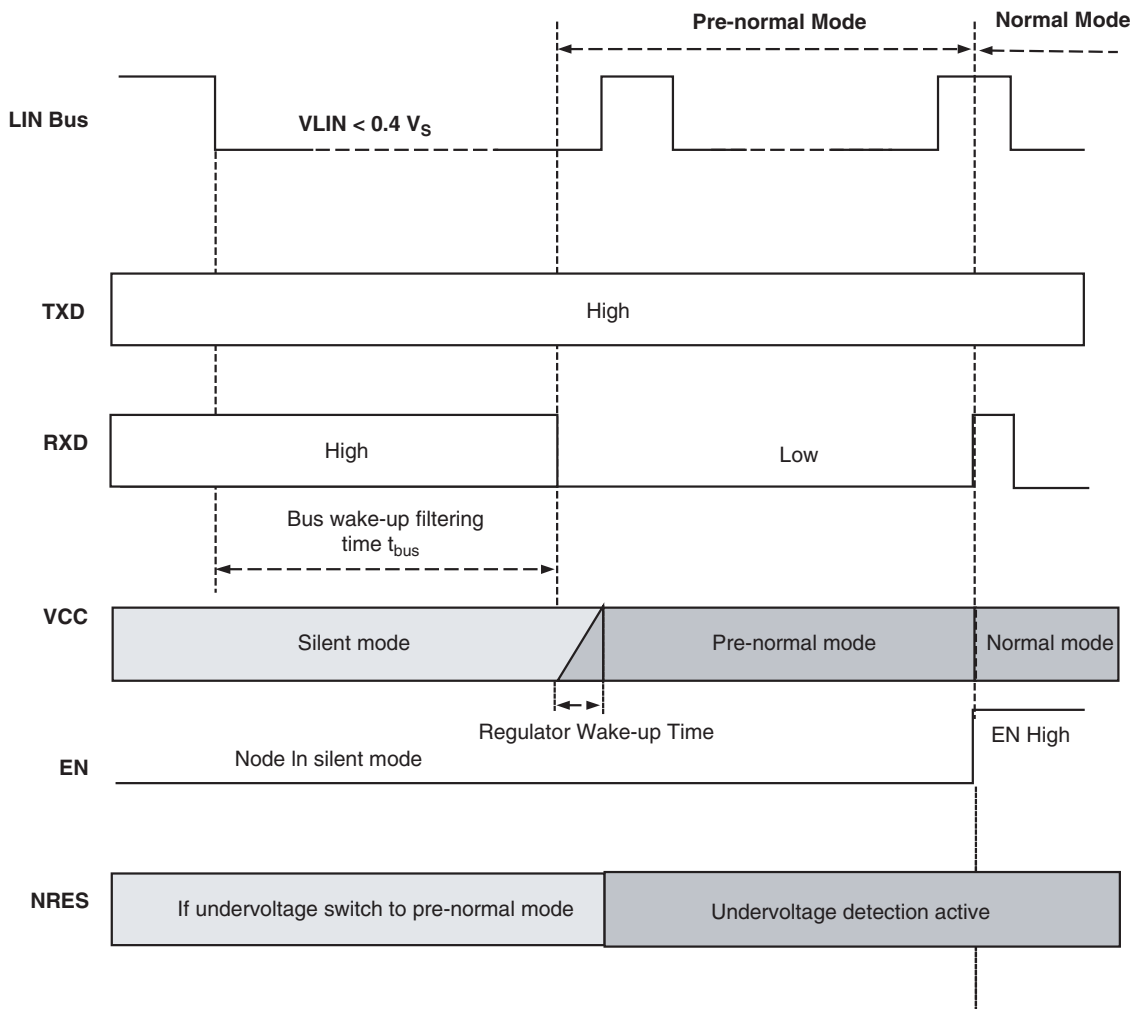 Pre-normal Mode
Normal Mode
LIN Bus
VLIN < 0.4 VS
TXD
High
RXD
High
Low
Bus wake-up filtering
time tbus
VCC
Silent mode
Pre-normal mode
Normal mode
Regulator Wake-up Time
EN High
EN
Node In silent mode
NRES
If undervoltage switch to pre-normal mode
Undervoltage detection active